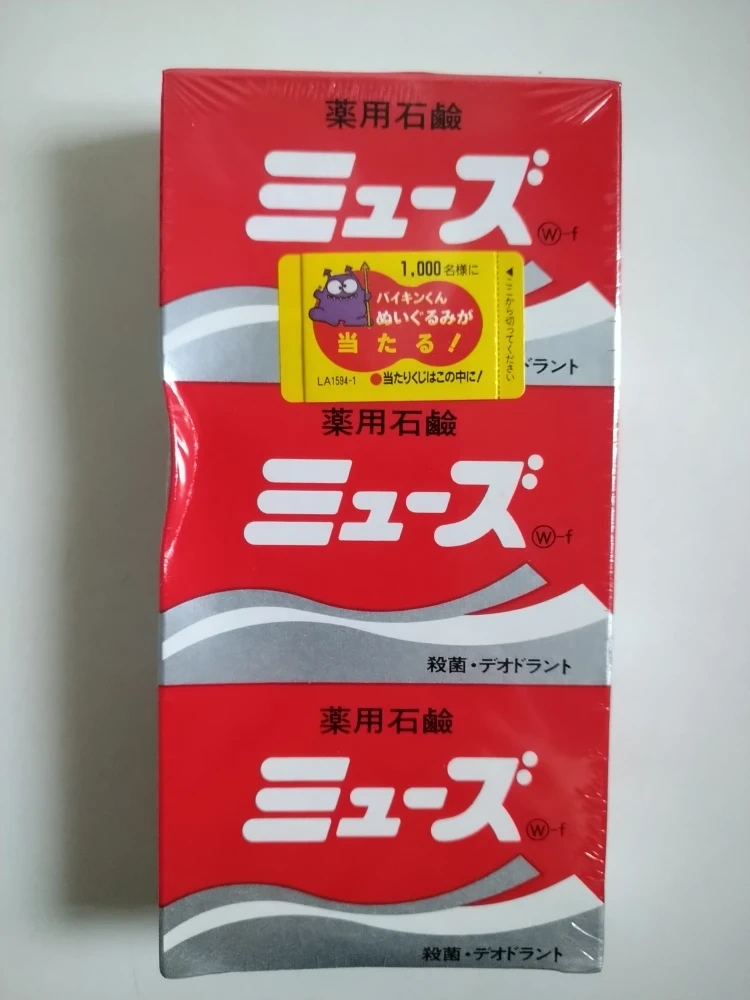 薬用石鹼
ミューズ
Ⓦ-f
1,000名様に
バイキンくん
ぬいぐるみが
当たる!
LA1594-1 ●当たりくじはこの中に!
◀ここから切ってください
ドラント
薬用石鹼
ミューズ
Ⓦ-f
殺菌・デオドラント
薬用石鹼
ミューズ
Ⓦ-f
殺菌・デオドラント